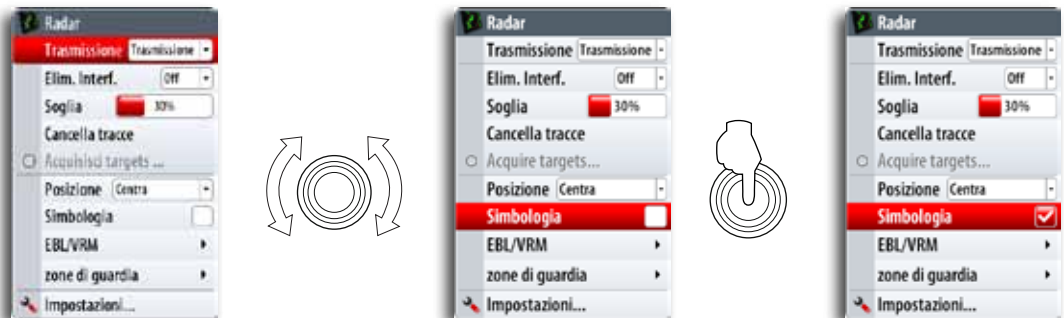 Radar
Trasmissione Trasmissione
Elim. Interf. Off
Soglia 30%
Cancella tracce
Acquisisci targets ...
Posizione Centra
Simbologia
EBL/VRM
zone di guardia
Impostazioni...
Radar
Trasmissione Trasmissione
Elim. Interf. Off
Soglia 30%
Cancella tracce
Acquire targets...
Posizione Centra
Simbologia
EBL/VRM
zone di guardia
Impostazioni...
Radar
Trasmissione Trasmissione
Elim. Interf. Off
Soglia 30%
Cancella tracce
Acquire targets...
Posizione Centra
Simbologia
EBL/VRM
zone di guardia
Impostazioni...